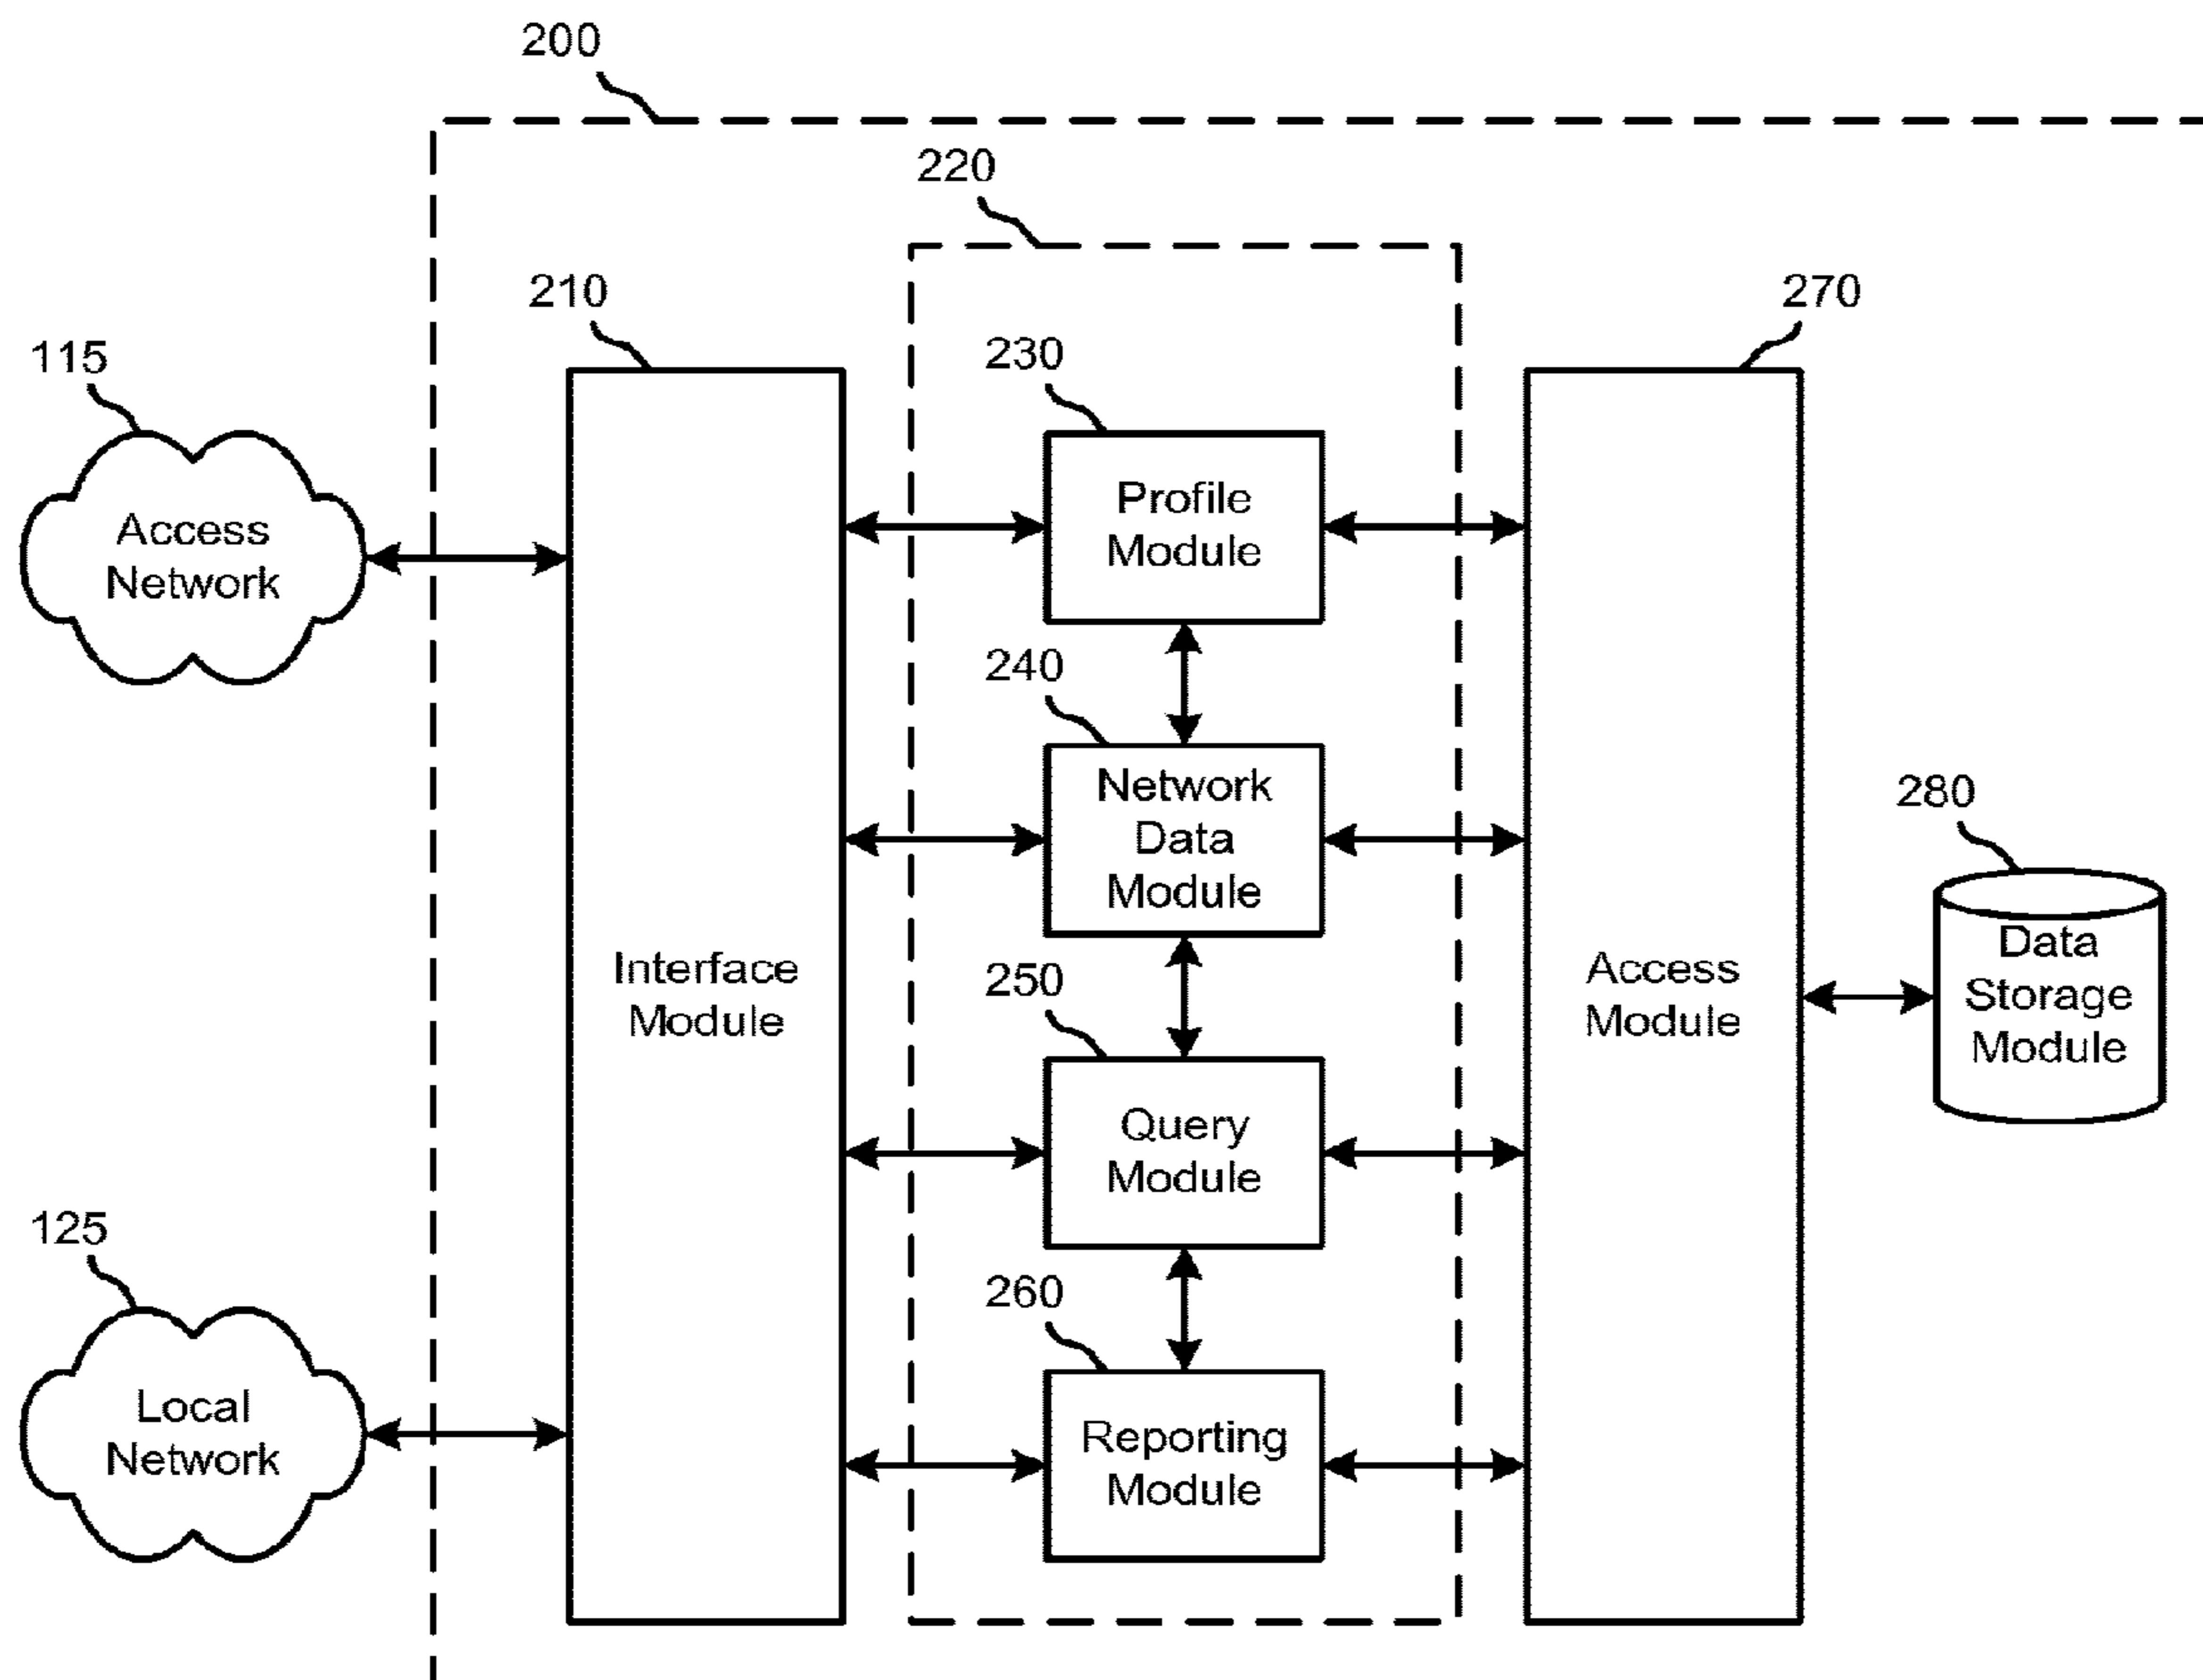 200
220
210
270
115
230
Profile
Module
Access
Network
240
Network
Data
Module
280
Data
Storage
Module
Interface
Module
250
Access
Module
Query
Module
125
260
Local
Network
Reporting
Module